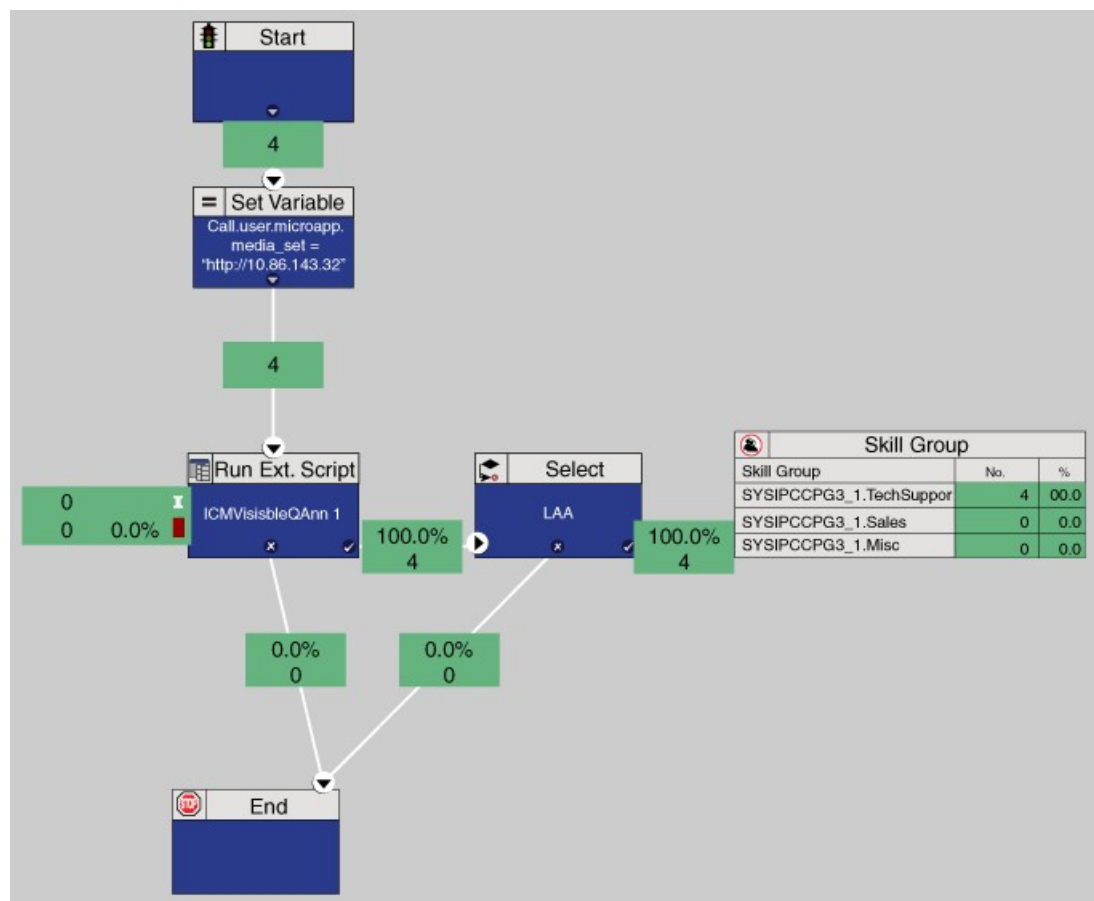 Start
4
= Set Variable
Call.user.microapp.
media_set =
“http://10.86.143.32”
4
Run Ext. Script
ICMVisisbleQAnn 1
0
0 0.0%
100.0%
4
Select
LAA
100.0%
4
Skill Group
Skill Group No. %
SYSIPCCPG3_1.TechSuppor 4 00.0
SYSIPCCPG3_1.Sales 0 0.0
SYSIPCCPG3_1.Misc 0 0.0
0.0%
0
0.0%
0
STOP
End